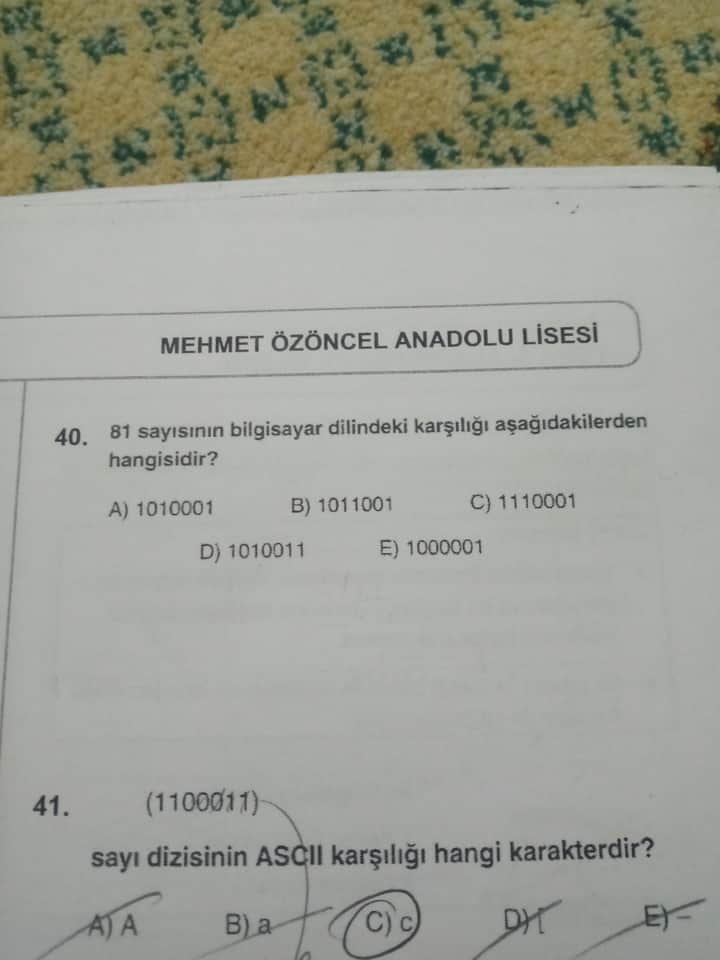 MEHMET ÖZÖNCEL ANADOLU LİSESİ
40. 81 sayısının bilgisayar dilindeki karşılığı aşağıdakilerden
hangisidir?
A) 1010001 B) 1011001 C) 1110001
D) 1010011 E) 1000001
41. (1100011)
sayı dizisinin ASCII karşılığı hangi karakterdir?
A) A B) a C) c D) [ E) –